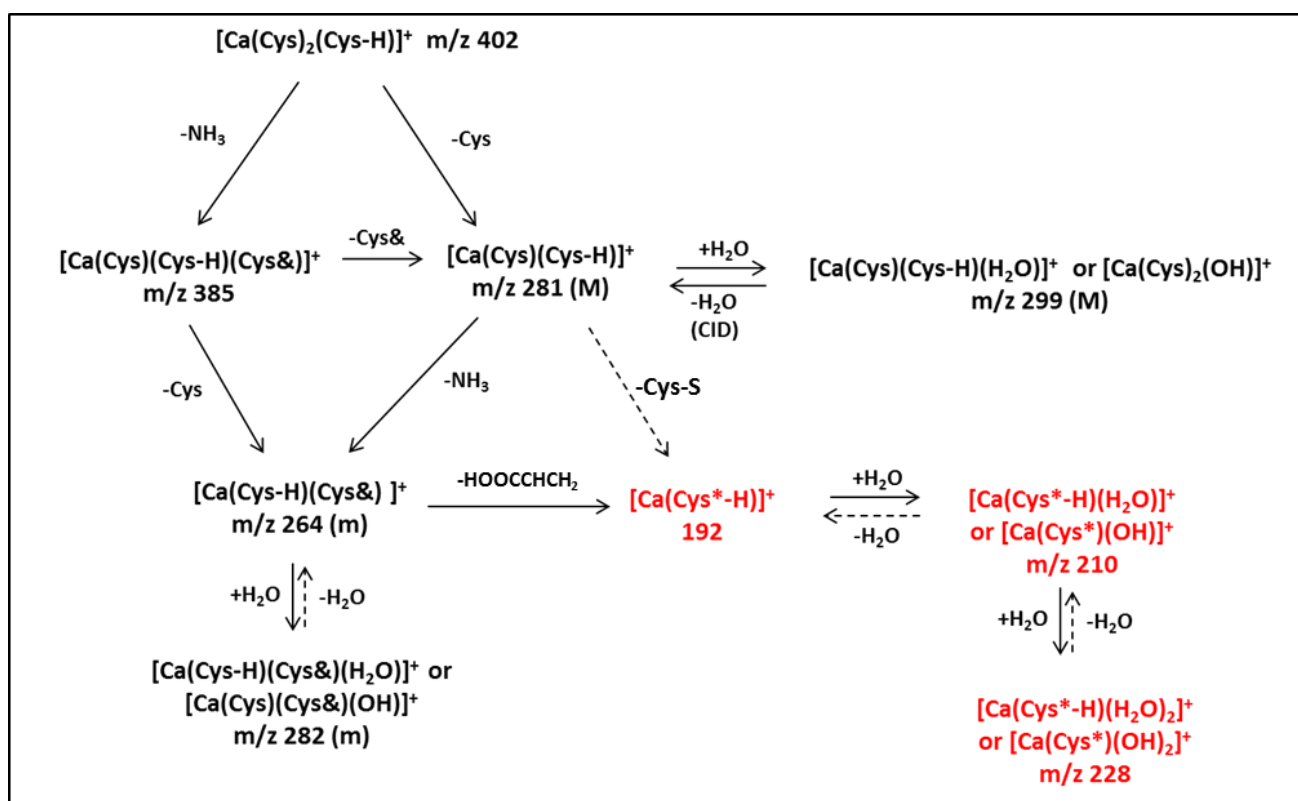 [Ca(Cys)₂(Cys-H)]⁺ m/z 402
-NH₃
-Cys
[Ca(Cys)(Cys-H)(Cys&)]⁺
m/z 385
-Cys&
[Ca(Cys)(Cys-H)]⁺
m/z 281 (M)
+H₂O
-H₂O
(CID)
[Ca(Cys)(Cys-H)(H₂O)]⁺ or [Ca(Cys)₂(OH)]⁺
m/z 299 (M)
-Cys
-NH₃
-Cys-S
[Ca(Cys-H)(Cys&) ]⁺
m/z 264 (m)
-HOOCCHCH₂
[Ca(Cys*-H)]⁺
192
+H₂O
-H₂O
[Ca(Cys*-H)(H₂O)]⁺
or [Ca(Cys*)(OH)]⁺
m/z 210
+H₂O
-H₂O
+H₂O
-H₂O
[Ca(Cys-H)(Cys&)(H₂O)]⁺ or
[Ca(Cys)(Cys&)(OH)]⁺
m/z 282 (m)
[Ca(Cys*-H)(H₂O)₂]⁺
or [Ca(Cys*)(OH)₂]⁺
m/z 228